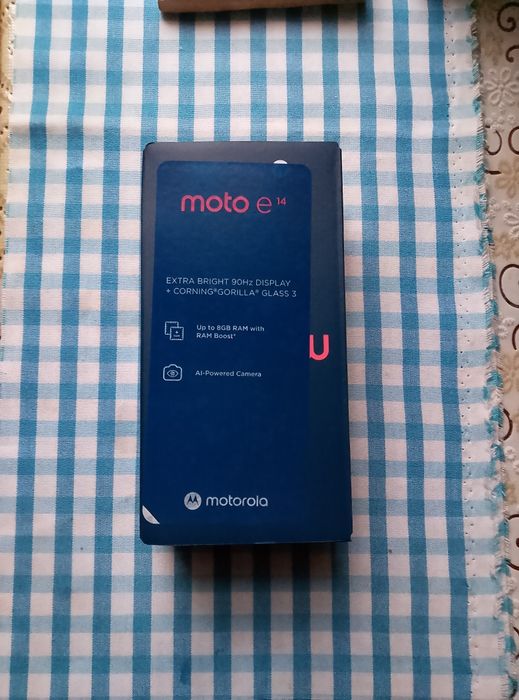 moto e 14
EXTRA BRIGHT 90Hz DISPLAY
+ CORNING® GORILLA® GLASS 3
Up to 8GB RAM with
RAM Boost*
AI-Powered Camera
motorola